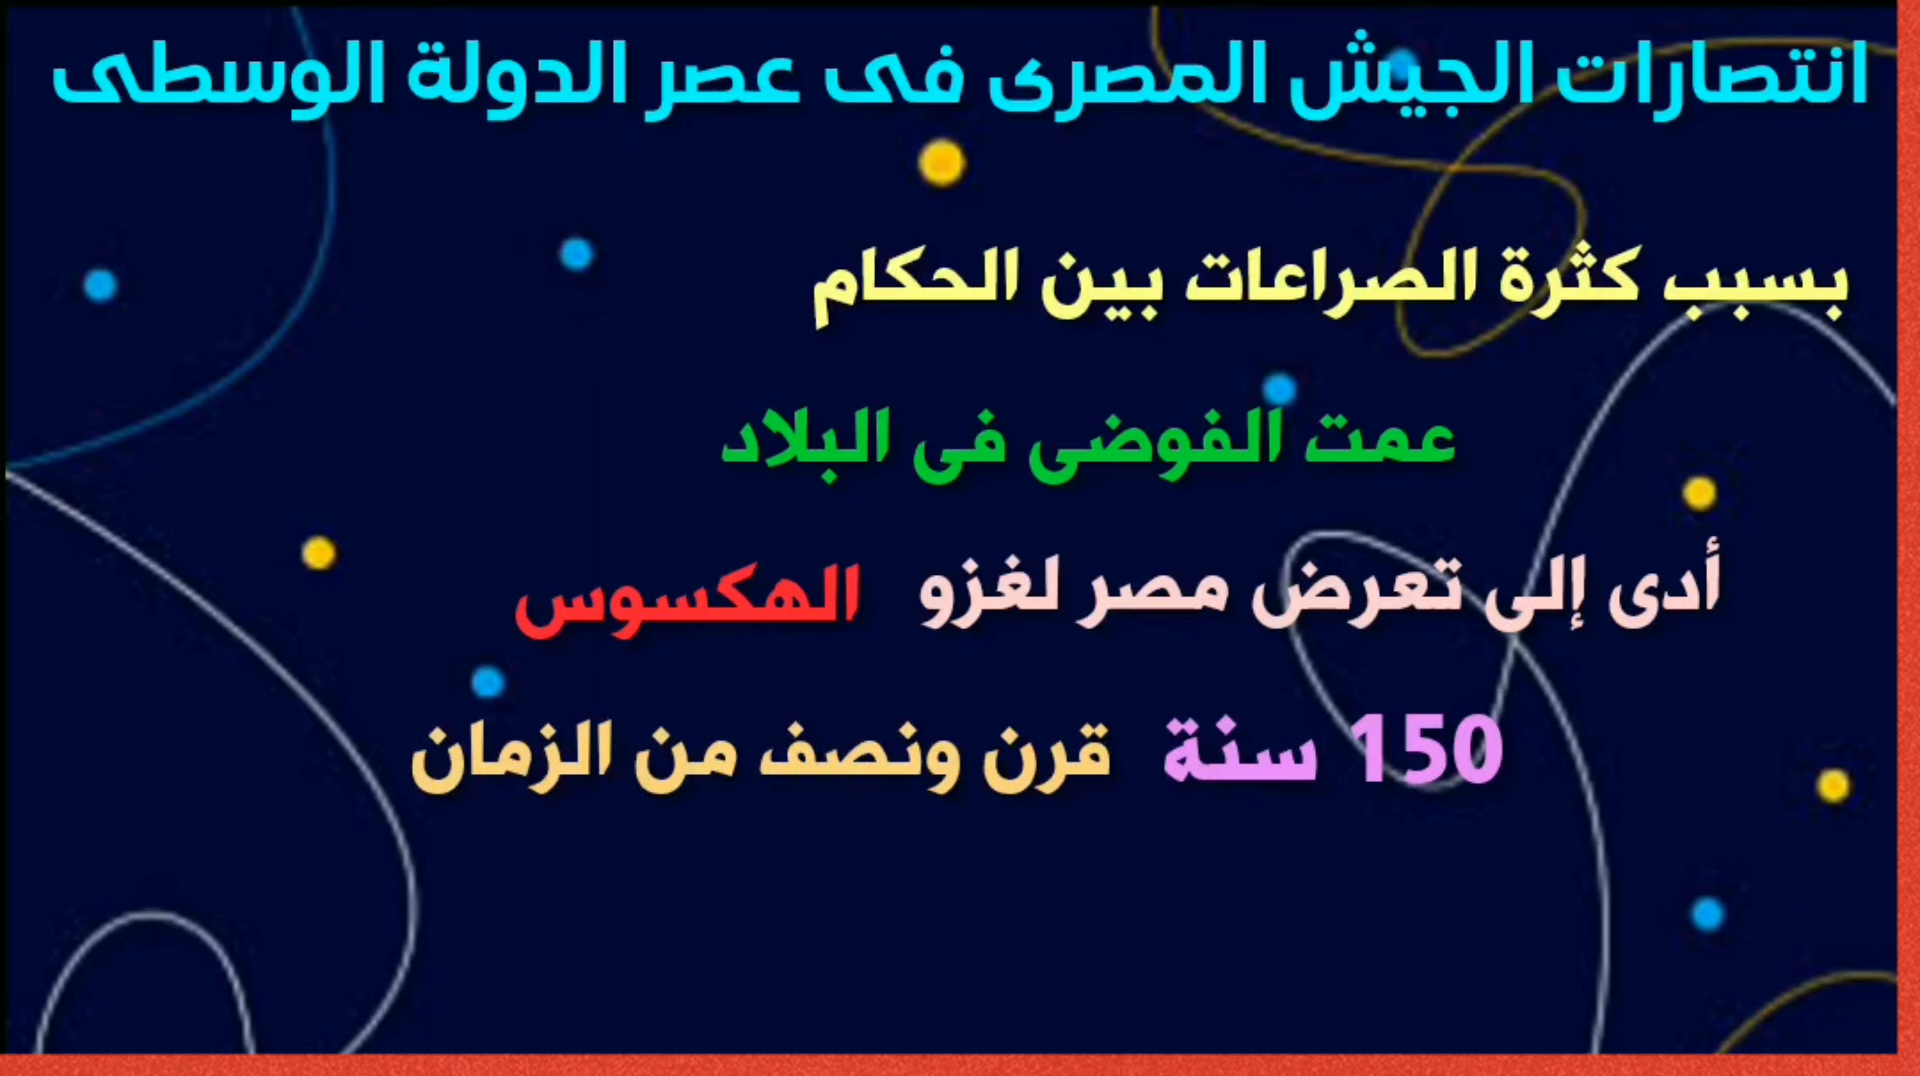 انتصارات الجيش المصرى فى عصر الدولة الوسطى
بسبب كثرة الصراعات بين الحكام
عمت الفوضى فى البلاد
أدى إلى تعرض مصر لغزو الهكسوس
150 سنة قرن ونصف من الزمان